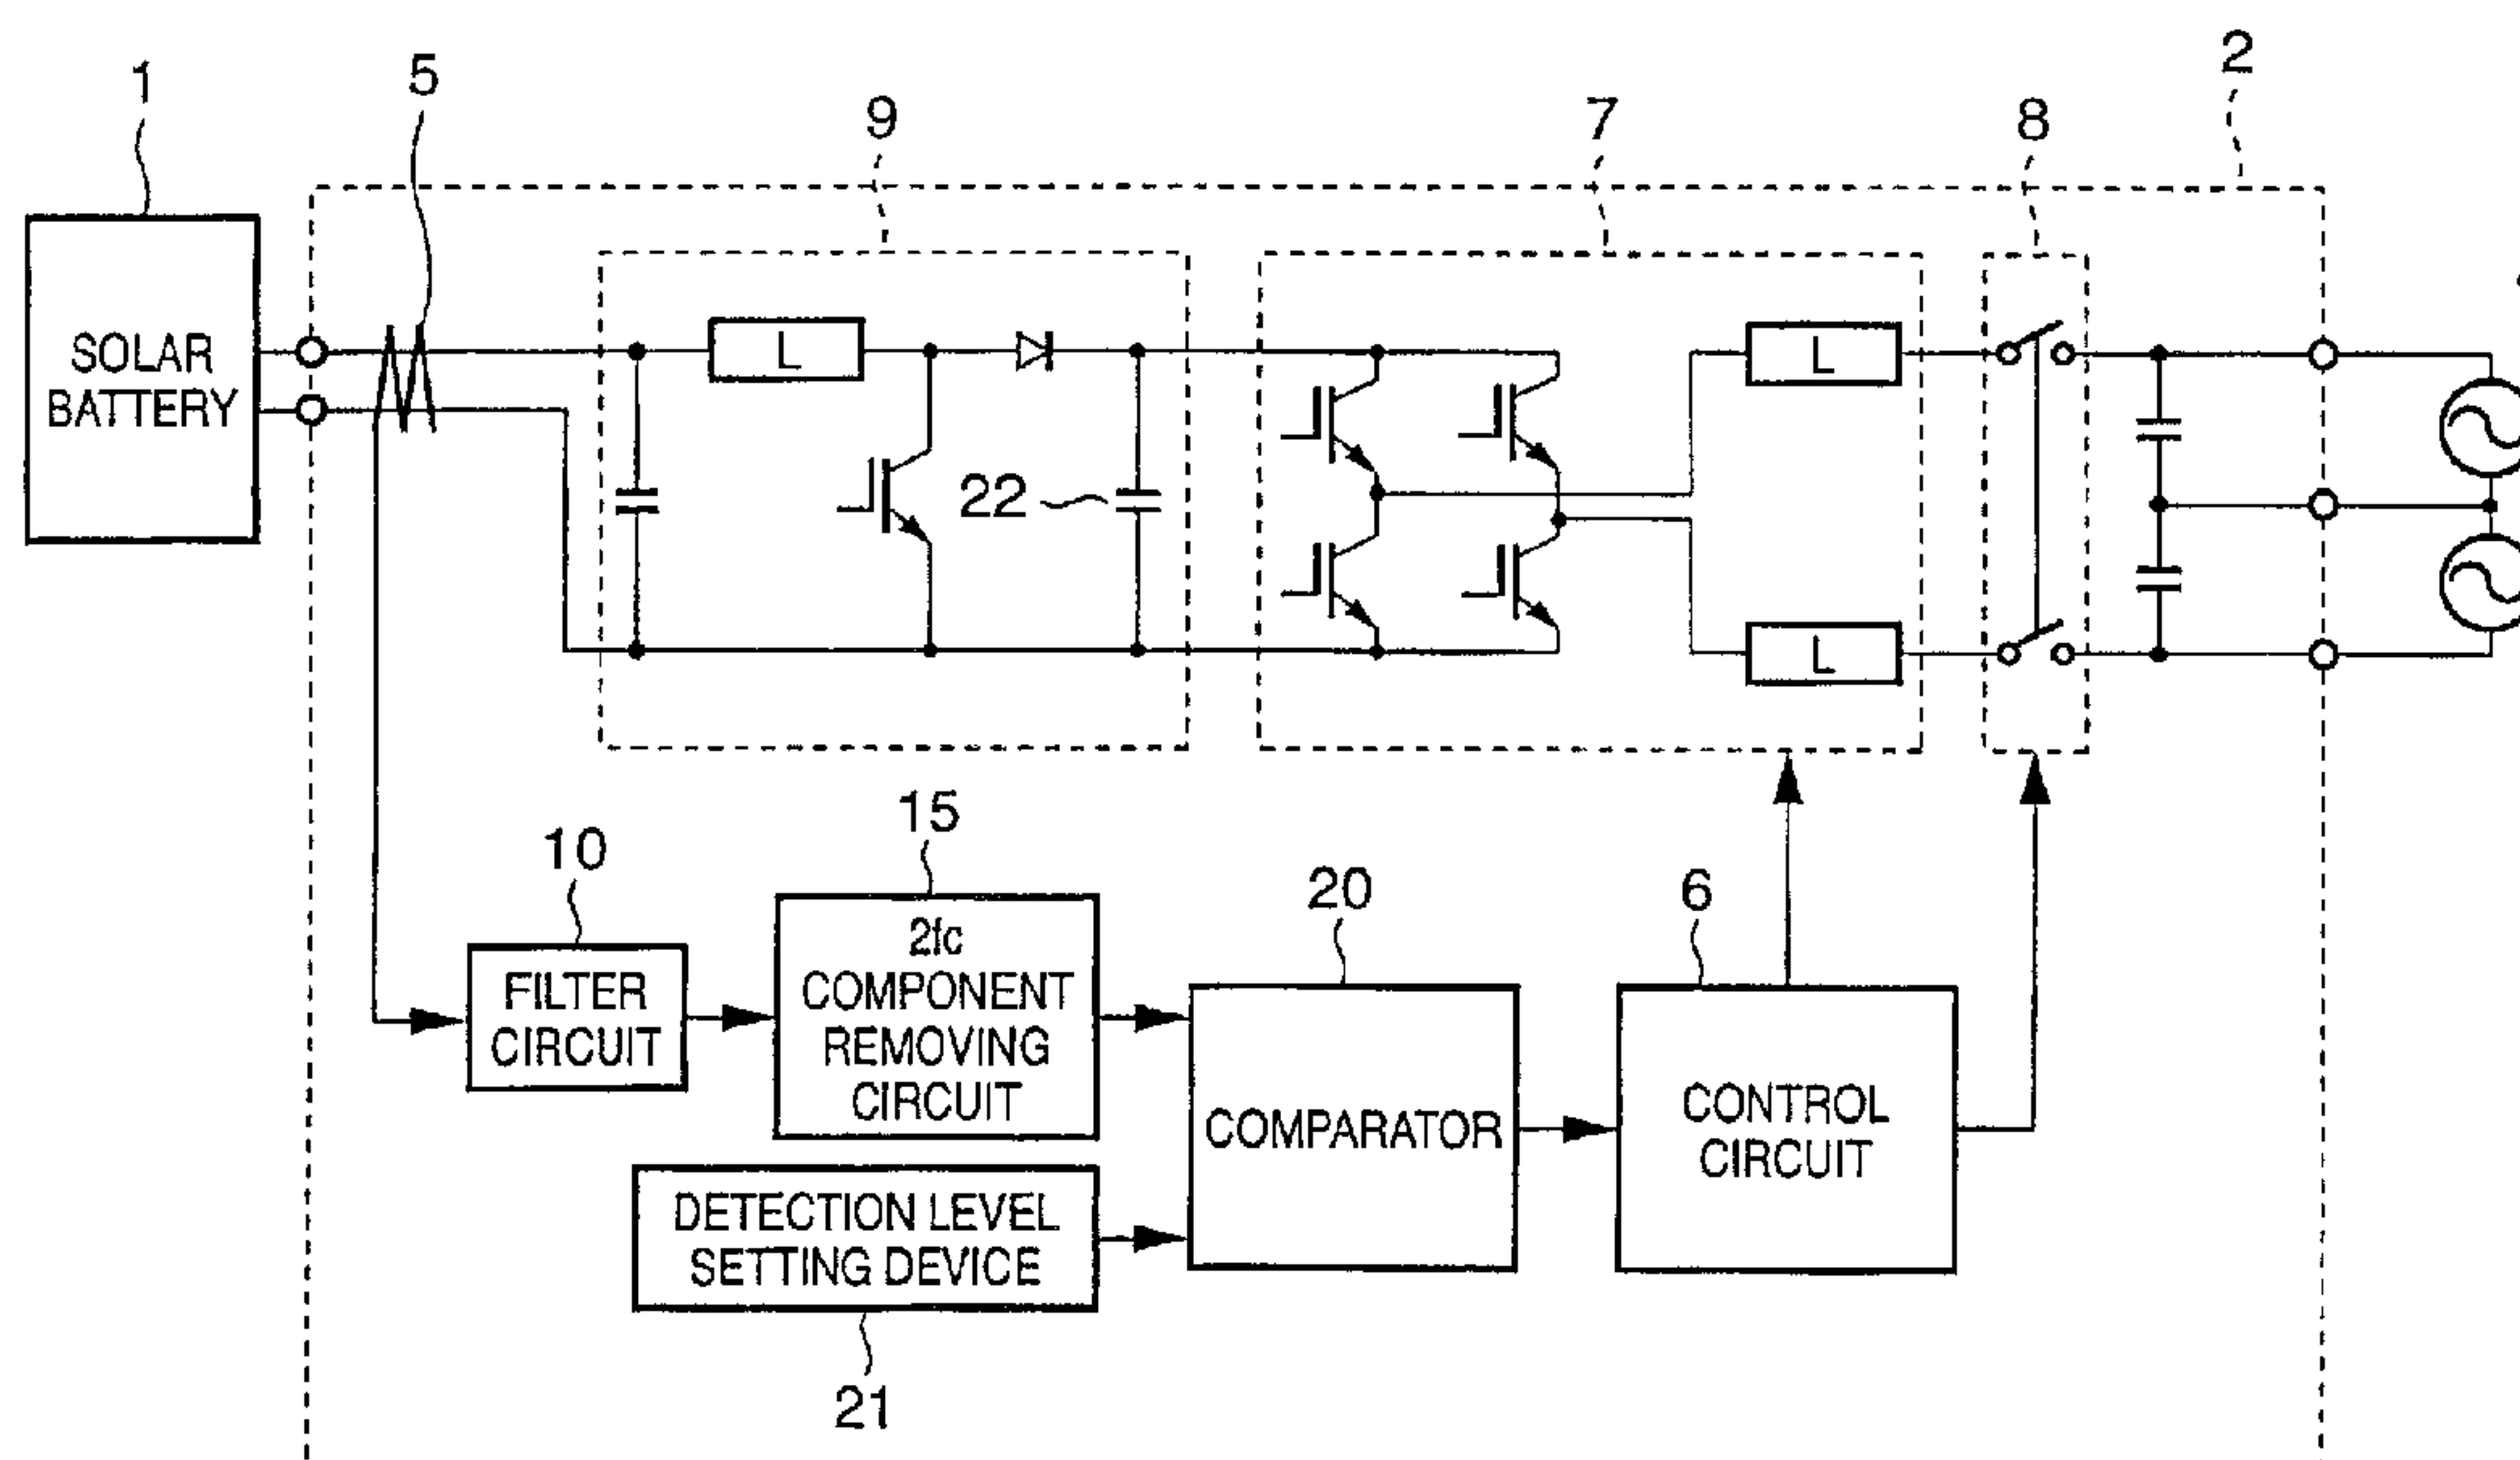 1
5
9
7
8
2
SOLAR
BATTERY
L
L
22
L
10
15
20
6
FILTER
CIRCUIT
2fc
COMPONENT
REMOVING
CIRCUIT
COMPARATOR
CONTROL
CIRCUIT
DETECTION LEVEL
SETTING DEVICE
21